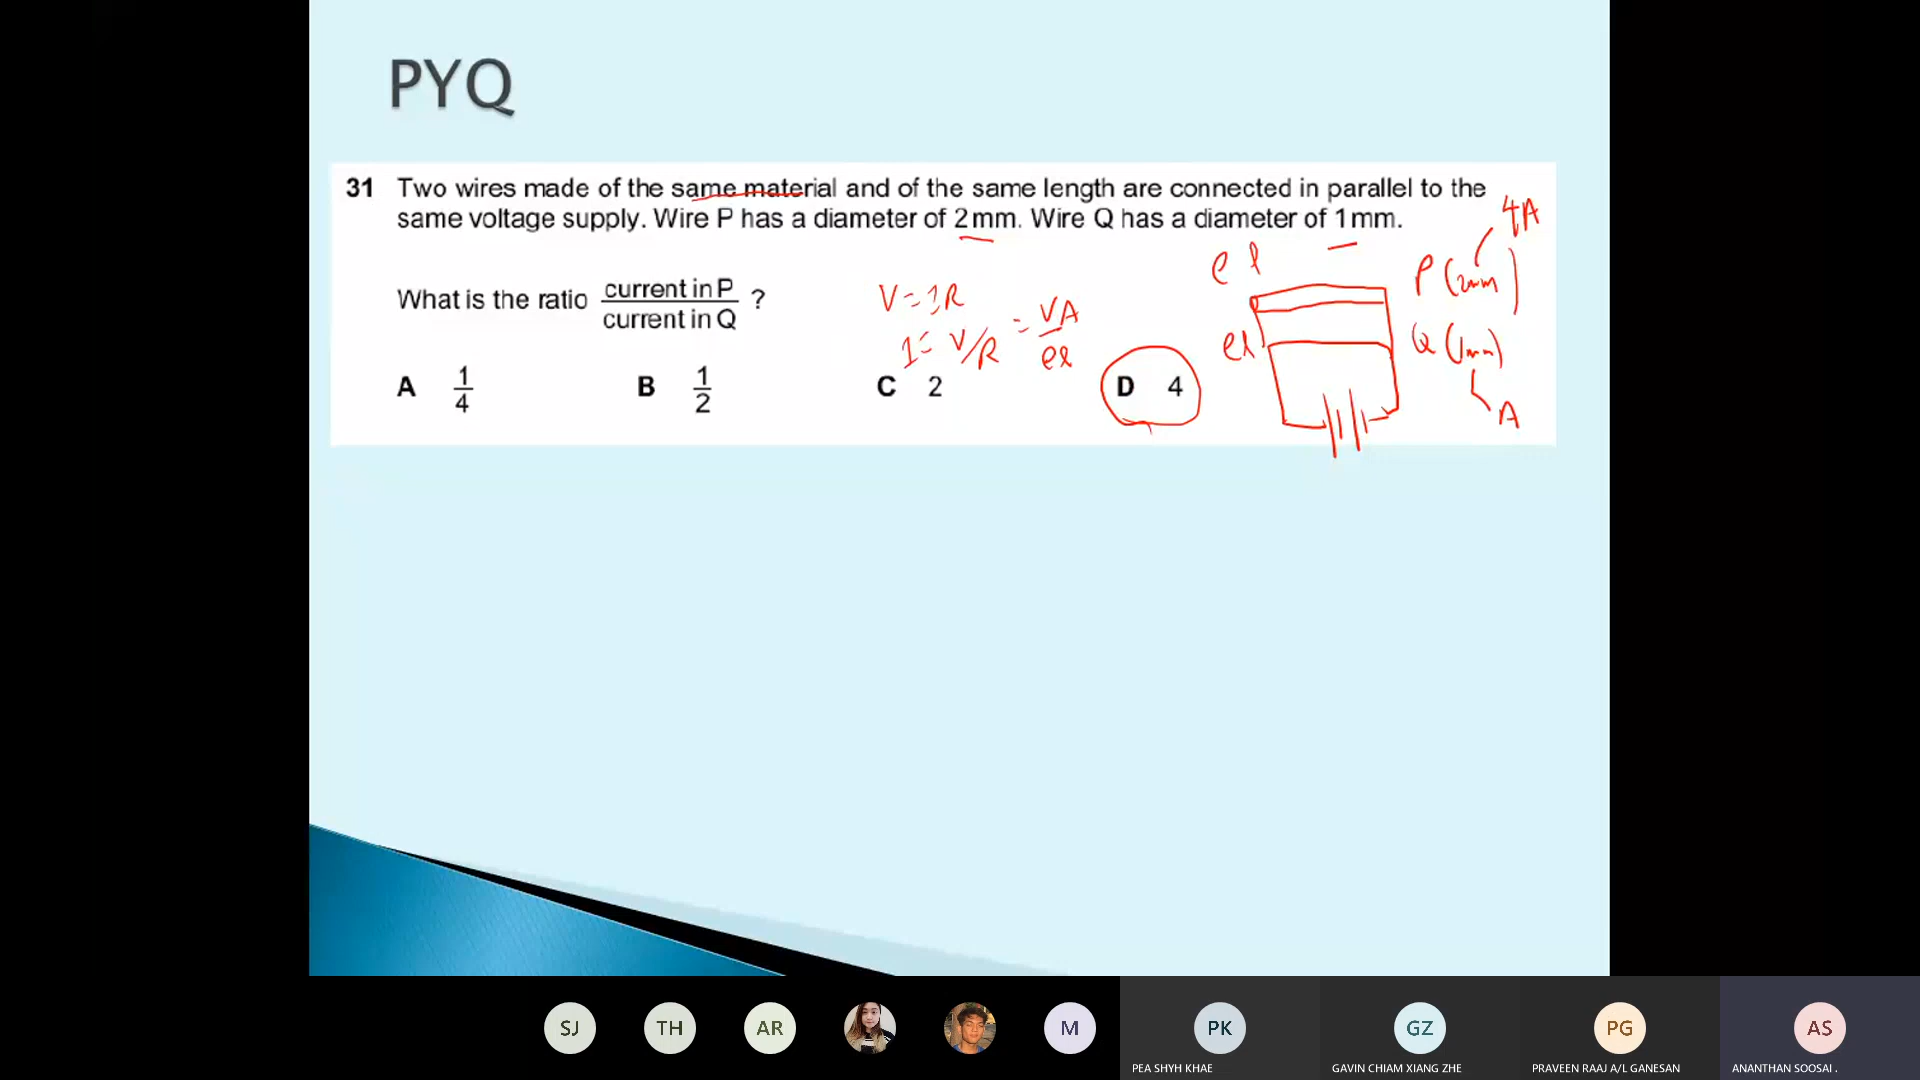 PYQ
31 Two wires made of the same material and of the same length are connected in parallel to the
same voltage supply. Wire P has a diameter of 2 mm. Wire Q has a diameter of 1 mm.
4A
P (2mm)
ρ l
What is the ratio current in P / current in Q ?
V = IR
I = V/R = VA / ρl
ρl
Q (1mm)
A 1/4 B 1/2 C 2 D 4
A
SJ TH AR M PK GZ PG AS
PEA SHYH KHAE GAVIN CHIAM XIANG ZHE PRAVEEN RAAJ A/L GANESAN ANANTHAN SOOSAI .